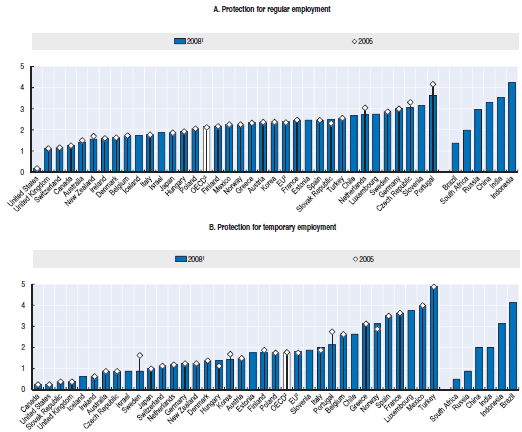 A. Protection for regular employment
2008¹
2005
5
4
3
2
1
0
United States
United Kingdom
Switzerland
Canada
Australia
New Zealand
Ireland
Denmark
Belgium
Iceland
Italy
Israel
Japan
Hungary
Poland
OECD²
Finland
Mexico
Norway
Greece
Austria
Korea
EU³
France
Estonia
Spain
Slovak Republic
Turkey
Chile
Netherlands
Luxembourg
Sweden
Germany
Czech Republic
Slovenia
Portugal
Brazil
South Africa
Russia
China
India
Indonesia
B. Protection for temporary employment
2008¹
2005
5
4
3
2
1
0
Canada
United States
Slovak Republic
United Kingdom
Iceland
Ireland
Australia
Czech Republic
Israel
Sweden
Japan
Switzerland
Netherlands
Germany
New Zealand
Denmark
Hungary
Korea
Austria
Estonia
Finland
Poland
OECD²
EU³
Slovenia
Italy
Portugal
Belgium
Chile
Greece
Norway
Spain
France
Luxembourg
Mexico
Turkey
South Africa
Russia
China
India
Indonesia
Brazil